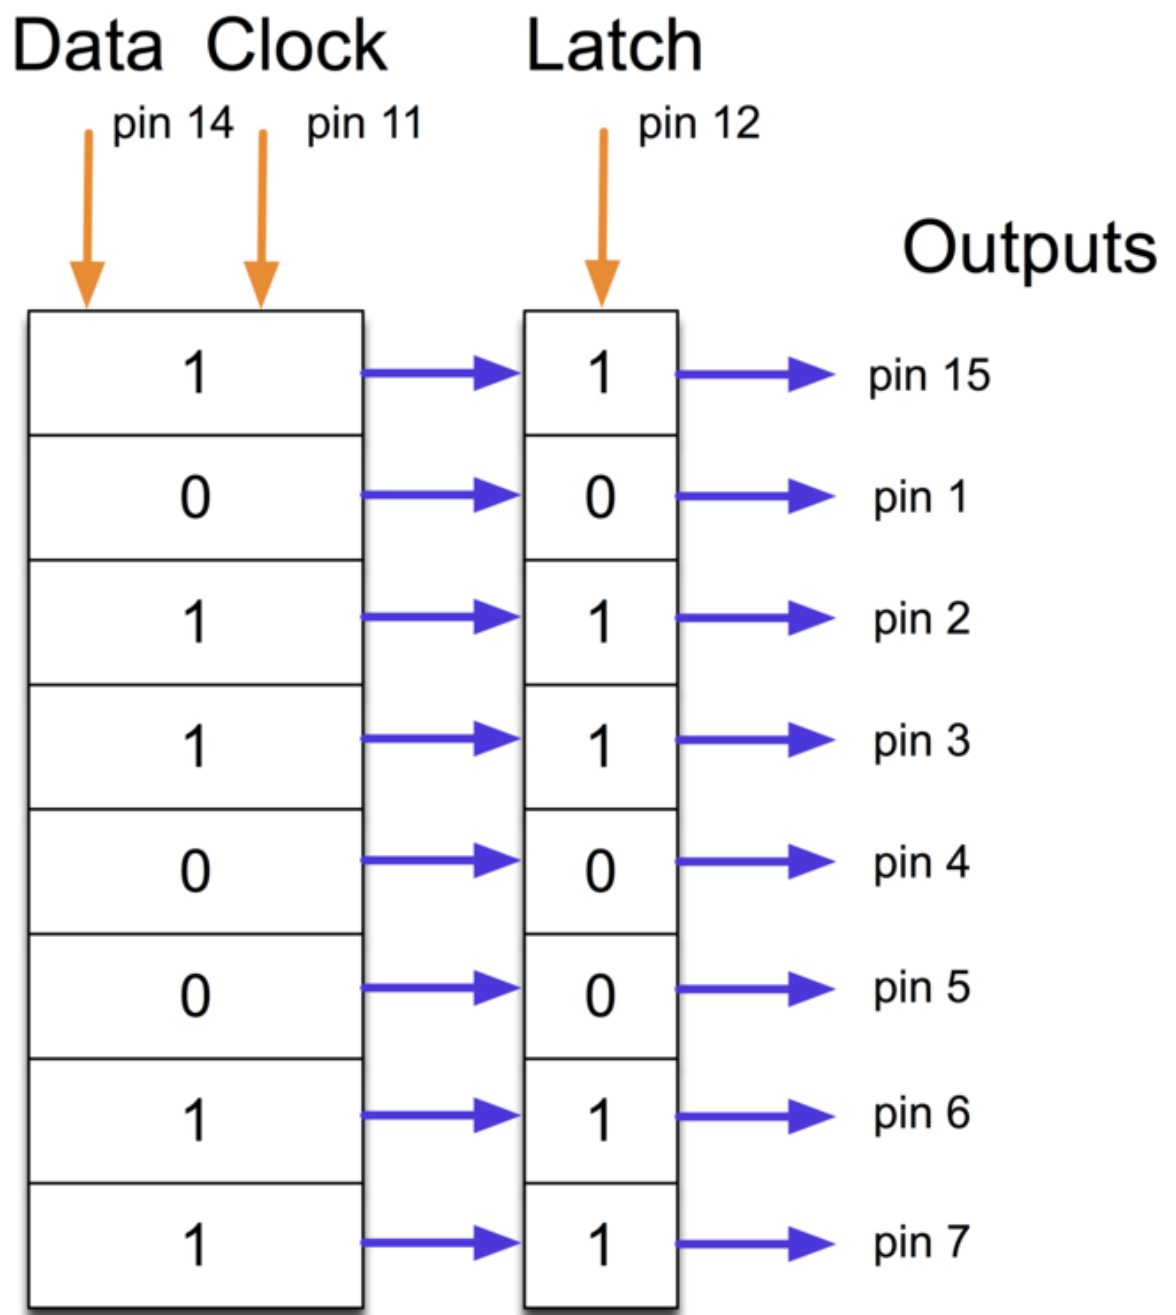 Data Clock Latch
pin 14 pin 11 pin 12
Outputs
1 1 pin 15
0 0 pin 1
1 1 pin 2
1 1 pin 3
0 0 pin 4
0 0 pin 5
1 1 pin 6
1 1 pin 7